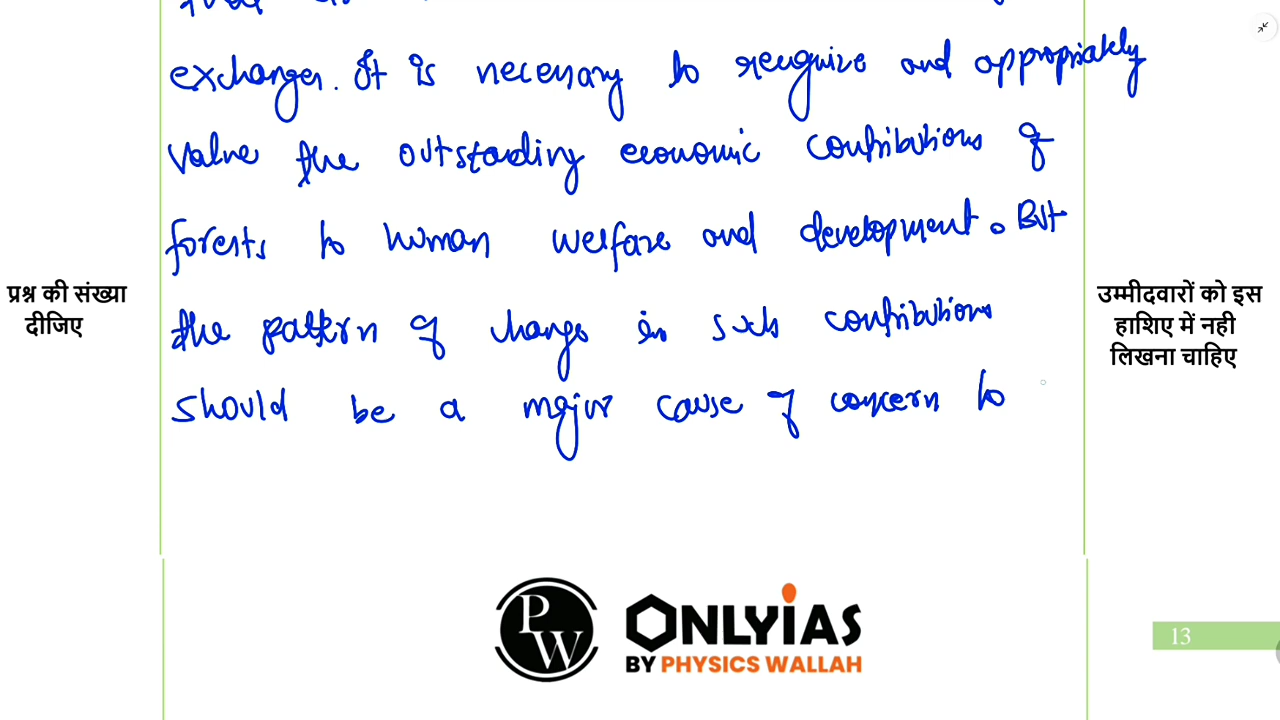 exchanges. It is necessary to recognize and appropriately
value the outstanding economic contributions of
forests to human welfare and development. But
the pattern of change in such contributions
should be a major cause of concern to
प्रश्न की संख्या
दीजिए
उम्मीदवारों को इस
हाशिए में नही
लिखना चाहिए
PW
ONLYIAS
BY PHYSICS WALLAH
13